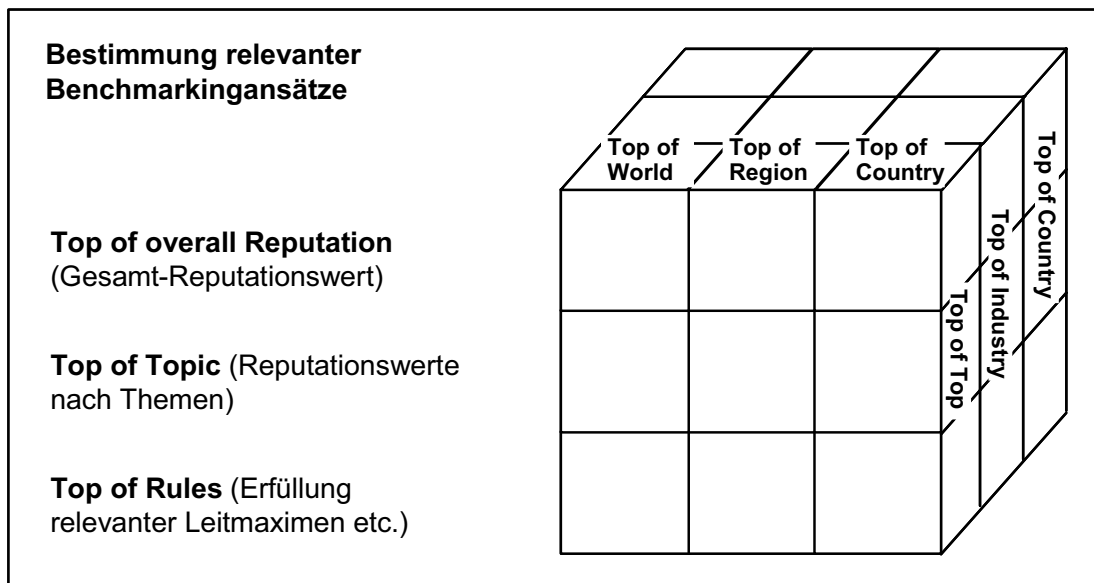 Bestimmung relevanter
Benchmarkingansätze
Top of
World
Top of
Region
Top of
Country
Top of overall Reputation
(Gesamt-Reputationswert)
Top of Topic (Reputationswerte
nach Themen)
Top of Rules (Erfüllung
relevanter Leitmaximen etc.)
Top of Top
Top of Industry
Top of Country